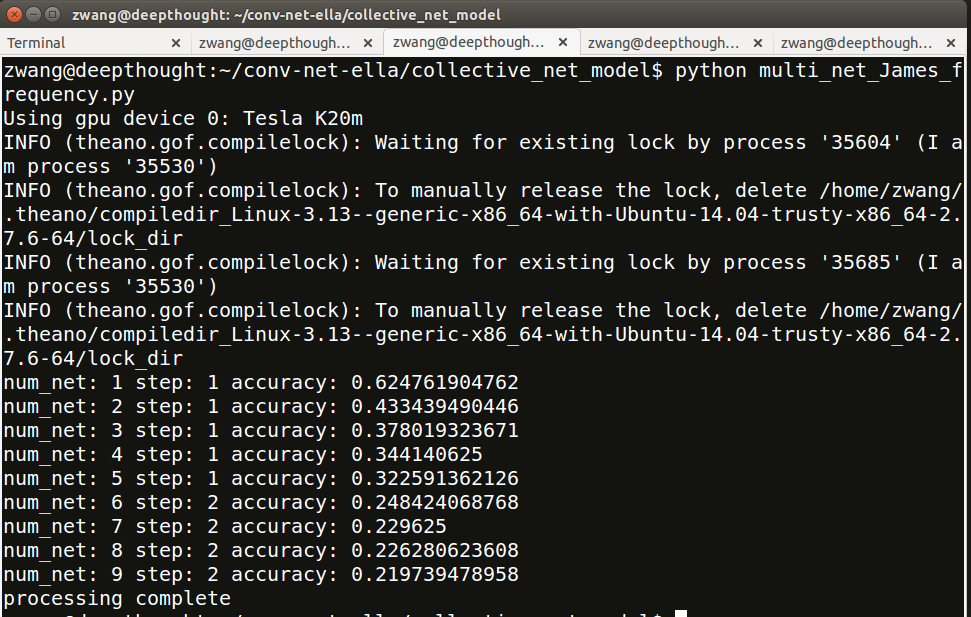 zwang@deepthought: ~/conv-net-ella/collective_net_model
Terminal × zwang@deepthough... × zwang@deepthough... × zwang@deepthough... × zwang@deepthough... ×
zwang@deepthought:~/conv-net-ella/collective_net_model$ python multi_net_James_f
requency.py
Using gpu device 0: Tesla K20m
INFO (theano.gof.compilelock): Waiting for existing lock by process '35604' (I a
m process '35530')
INFO (theano.gof.compilelock): To manually release the lock, delete /home/zwang/
.theano/compiledir_Linux-3.13--generic-x86_64-with-Ubuntu-14.04-trusty-x86_64-2.
7.6-64/lock_dir
INFO (theano.gof.compilelock): Waiting for existing lock by process '35685' (I a
m process '35530')
INFO (theano.gof.compilelock): To manually release the lock, delete /home/zwang/
.theano/compiledir_Linux-3.13--generic-x86_64-with-Ubuntu-14.04-trusty-x86_64-2.
7.6-64/lock_dir
num_net: 1 step: 1 accuracy: 0.624761904762
num_net: 2 step: 1 accuracy: 0.433439490446
num_net: 3 step: 1 accuracy: 0.378019323671
num_net: 4 step: 1 accuracy: 0.344140625
num_net: 5 step: 1 accuracy: 0.322591362126
num_net: 6 step: 2 accuracy: 0.248424068768
num_net: 7 step: 2 accuracy: 0.229625
num_net: 8 step: 2 accuracy: 0.226280623608
num_net: 9 step: 2 accuracy: 0.219739478958
processing complete